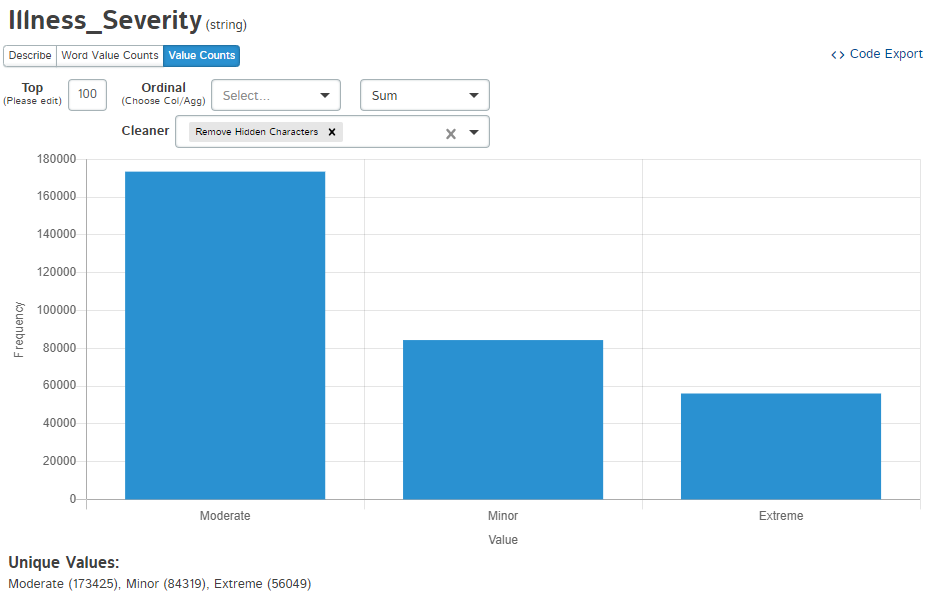 Illness_Severity (string)
Describe Word Value Counts Value Counts
<> Code Export
Top
(Please edit)
100
Ordinal
(Choose Col/Agg)
Select...
Sum
Cleaner
Remove Hidden Characters ×
180000
160000
140000
120000
100000
80000
60000
40000
20000
0
Frequency
Moderate Minor Extreme
Value
Unique Values:
Moderate (173425), Minor (84319), Extreme (56049)